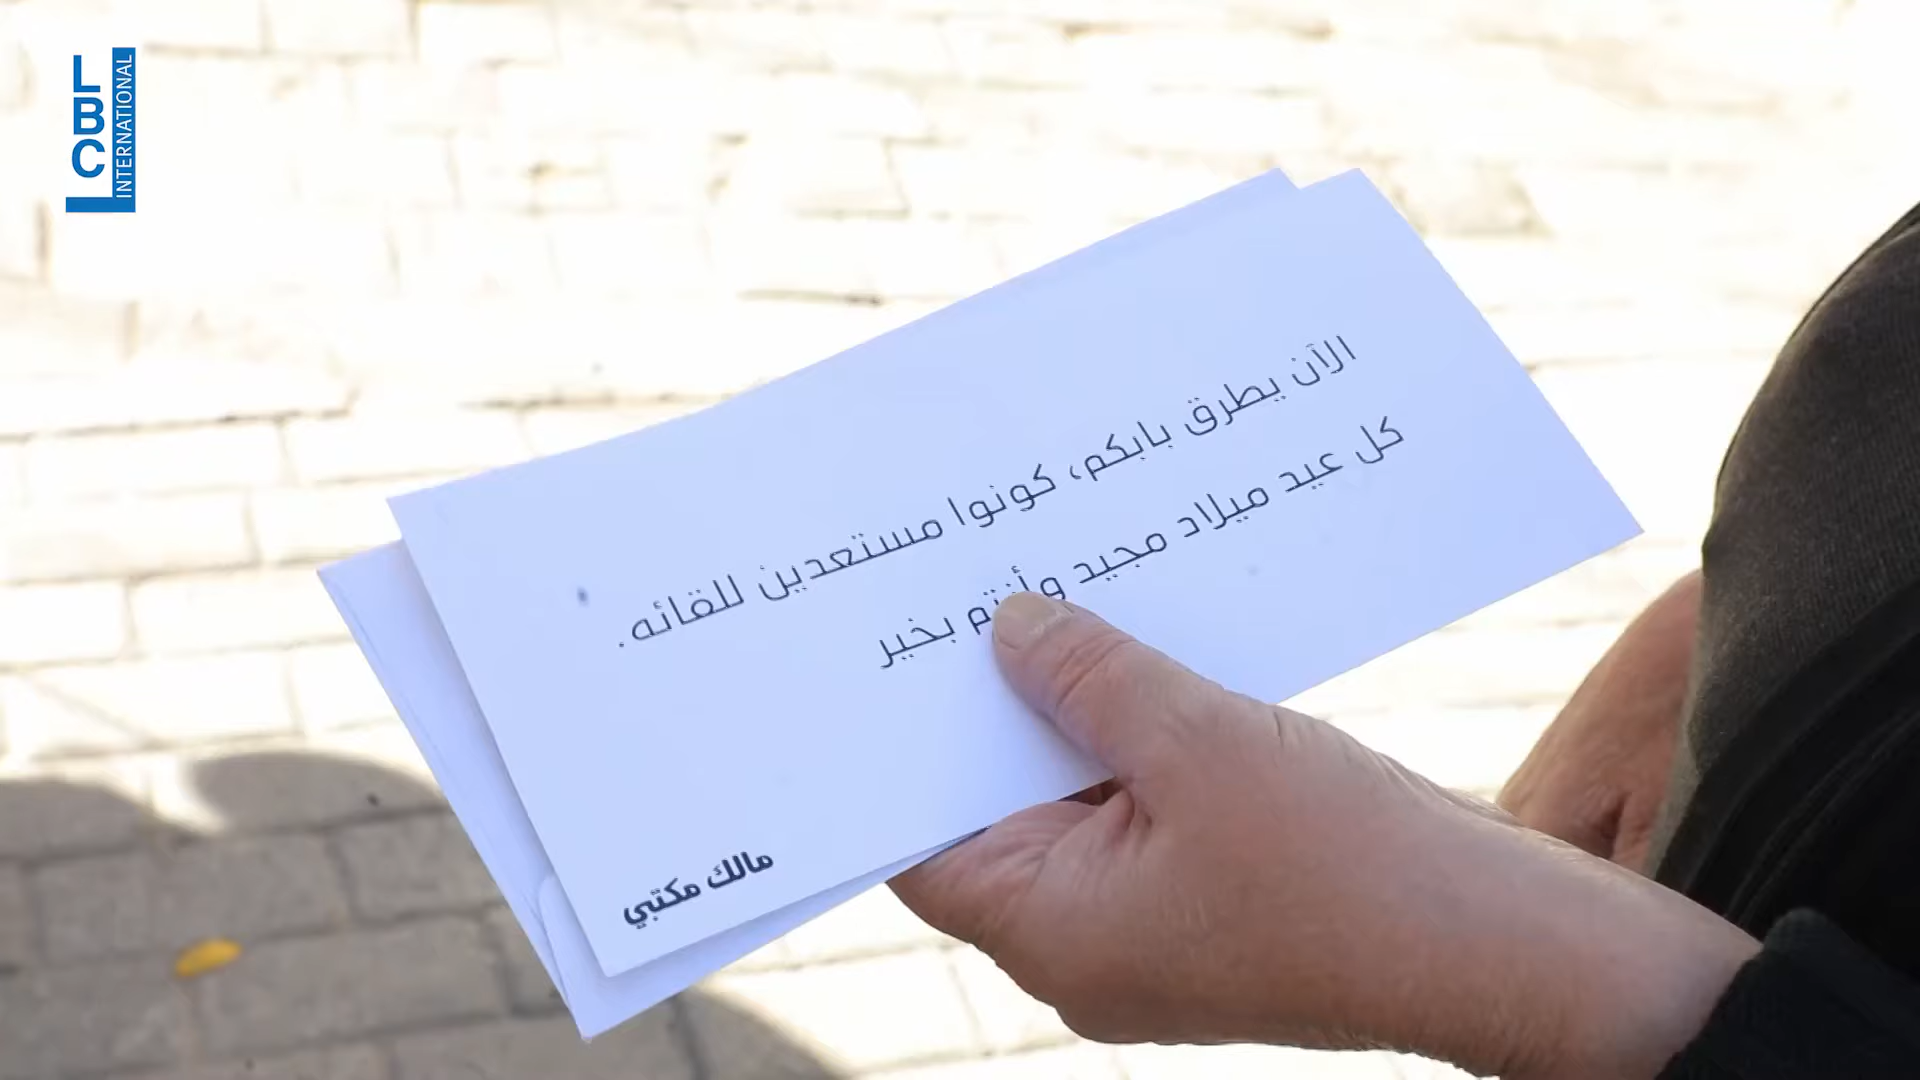 LBC
INTERNATIONAL
الآن يطرق بابكم، كونوا مستعدين للقائه.
كل عيد ميلاد مجيد وأنتم بخير
مالك مكتبي